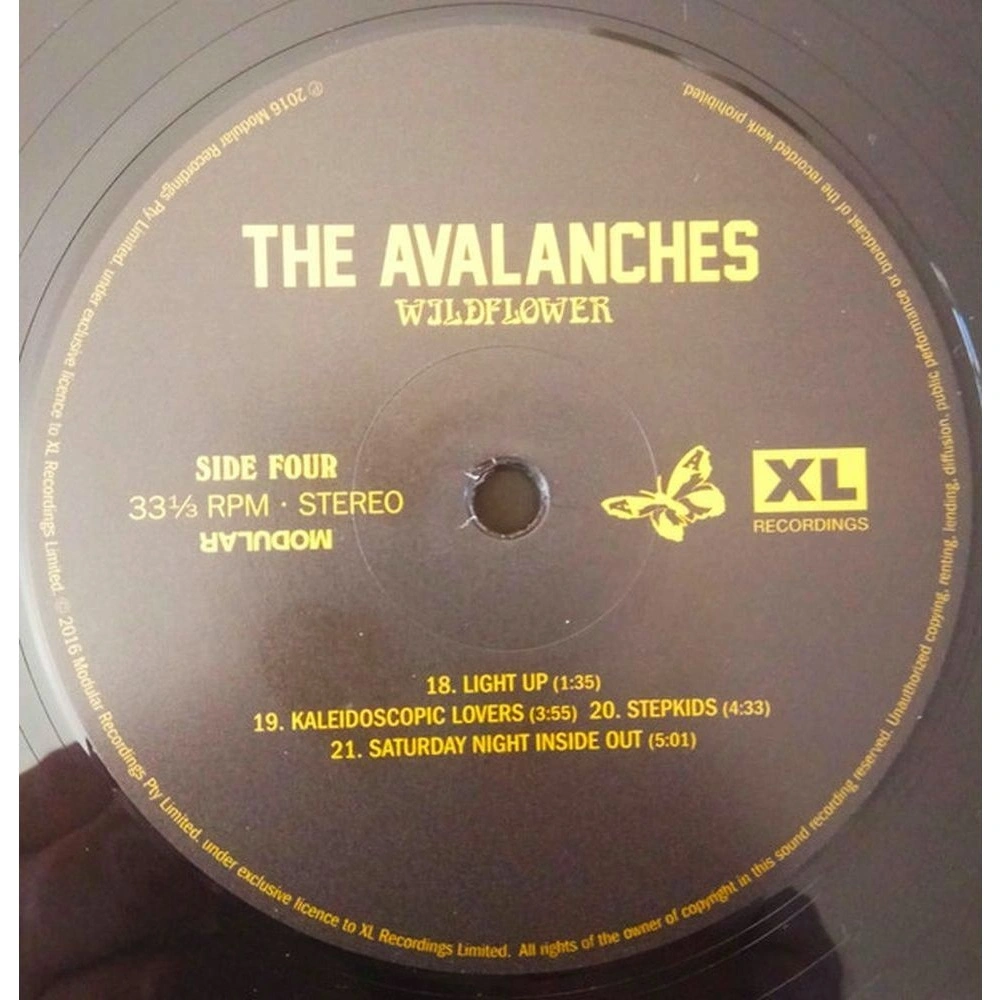 THE AVALANCHES
WILDFLOWER
SIDE FOUR
33⅓ RPM · STEREO
MODULAR
XL
RECORDINGS
18. LIGHT UP (1:35)
19. KALEIDOSCOPIC LOVERS (3:55) 20. STEPKIDS (4:33)
21. SATURDAY NIGHT INSIDE OUT (5:01)
℗ 2016 Modular Recordings Pty Limited. under exclusive licence to XL Recordings Limited. © 2016 Modular Recordings Pty Limited. under exclusive licence to XL Recordings Limited. All rights of the owner of copyright in this sound recording reserved. Unauthorized copying, renting, lending, diffusion, public performance or broadcast of the recorded work prohibited.